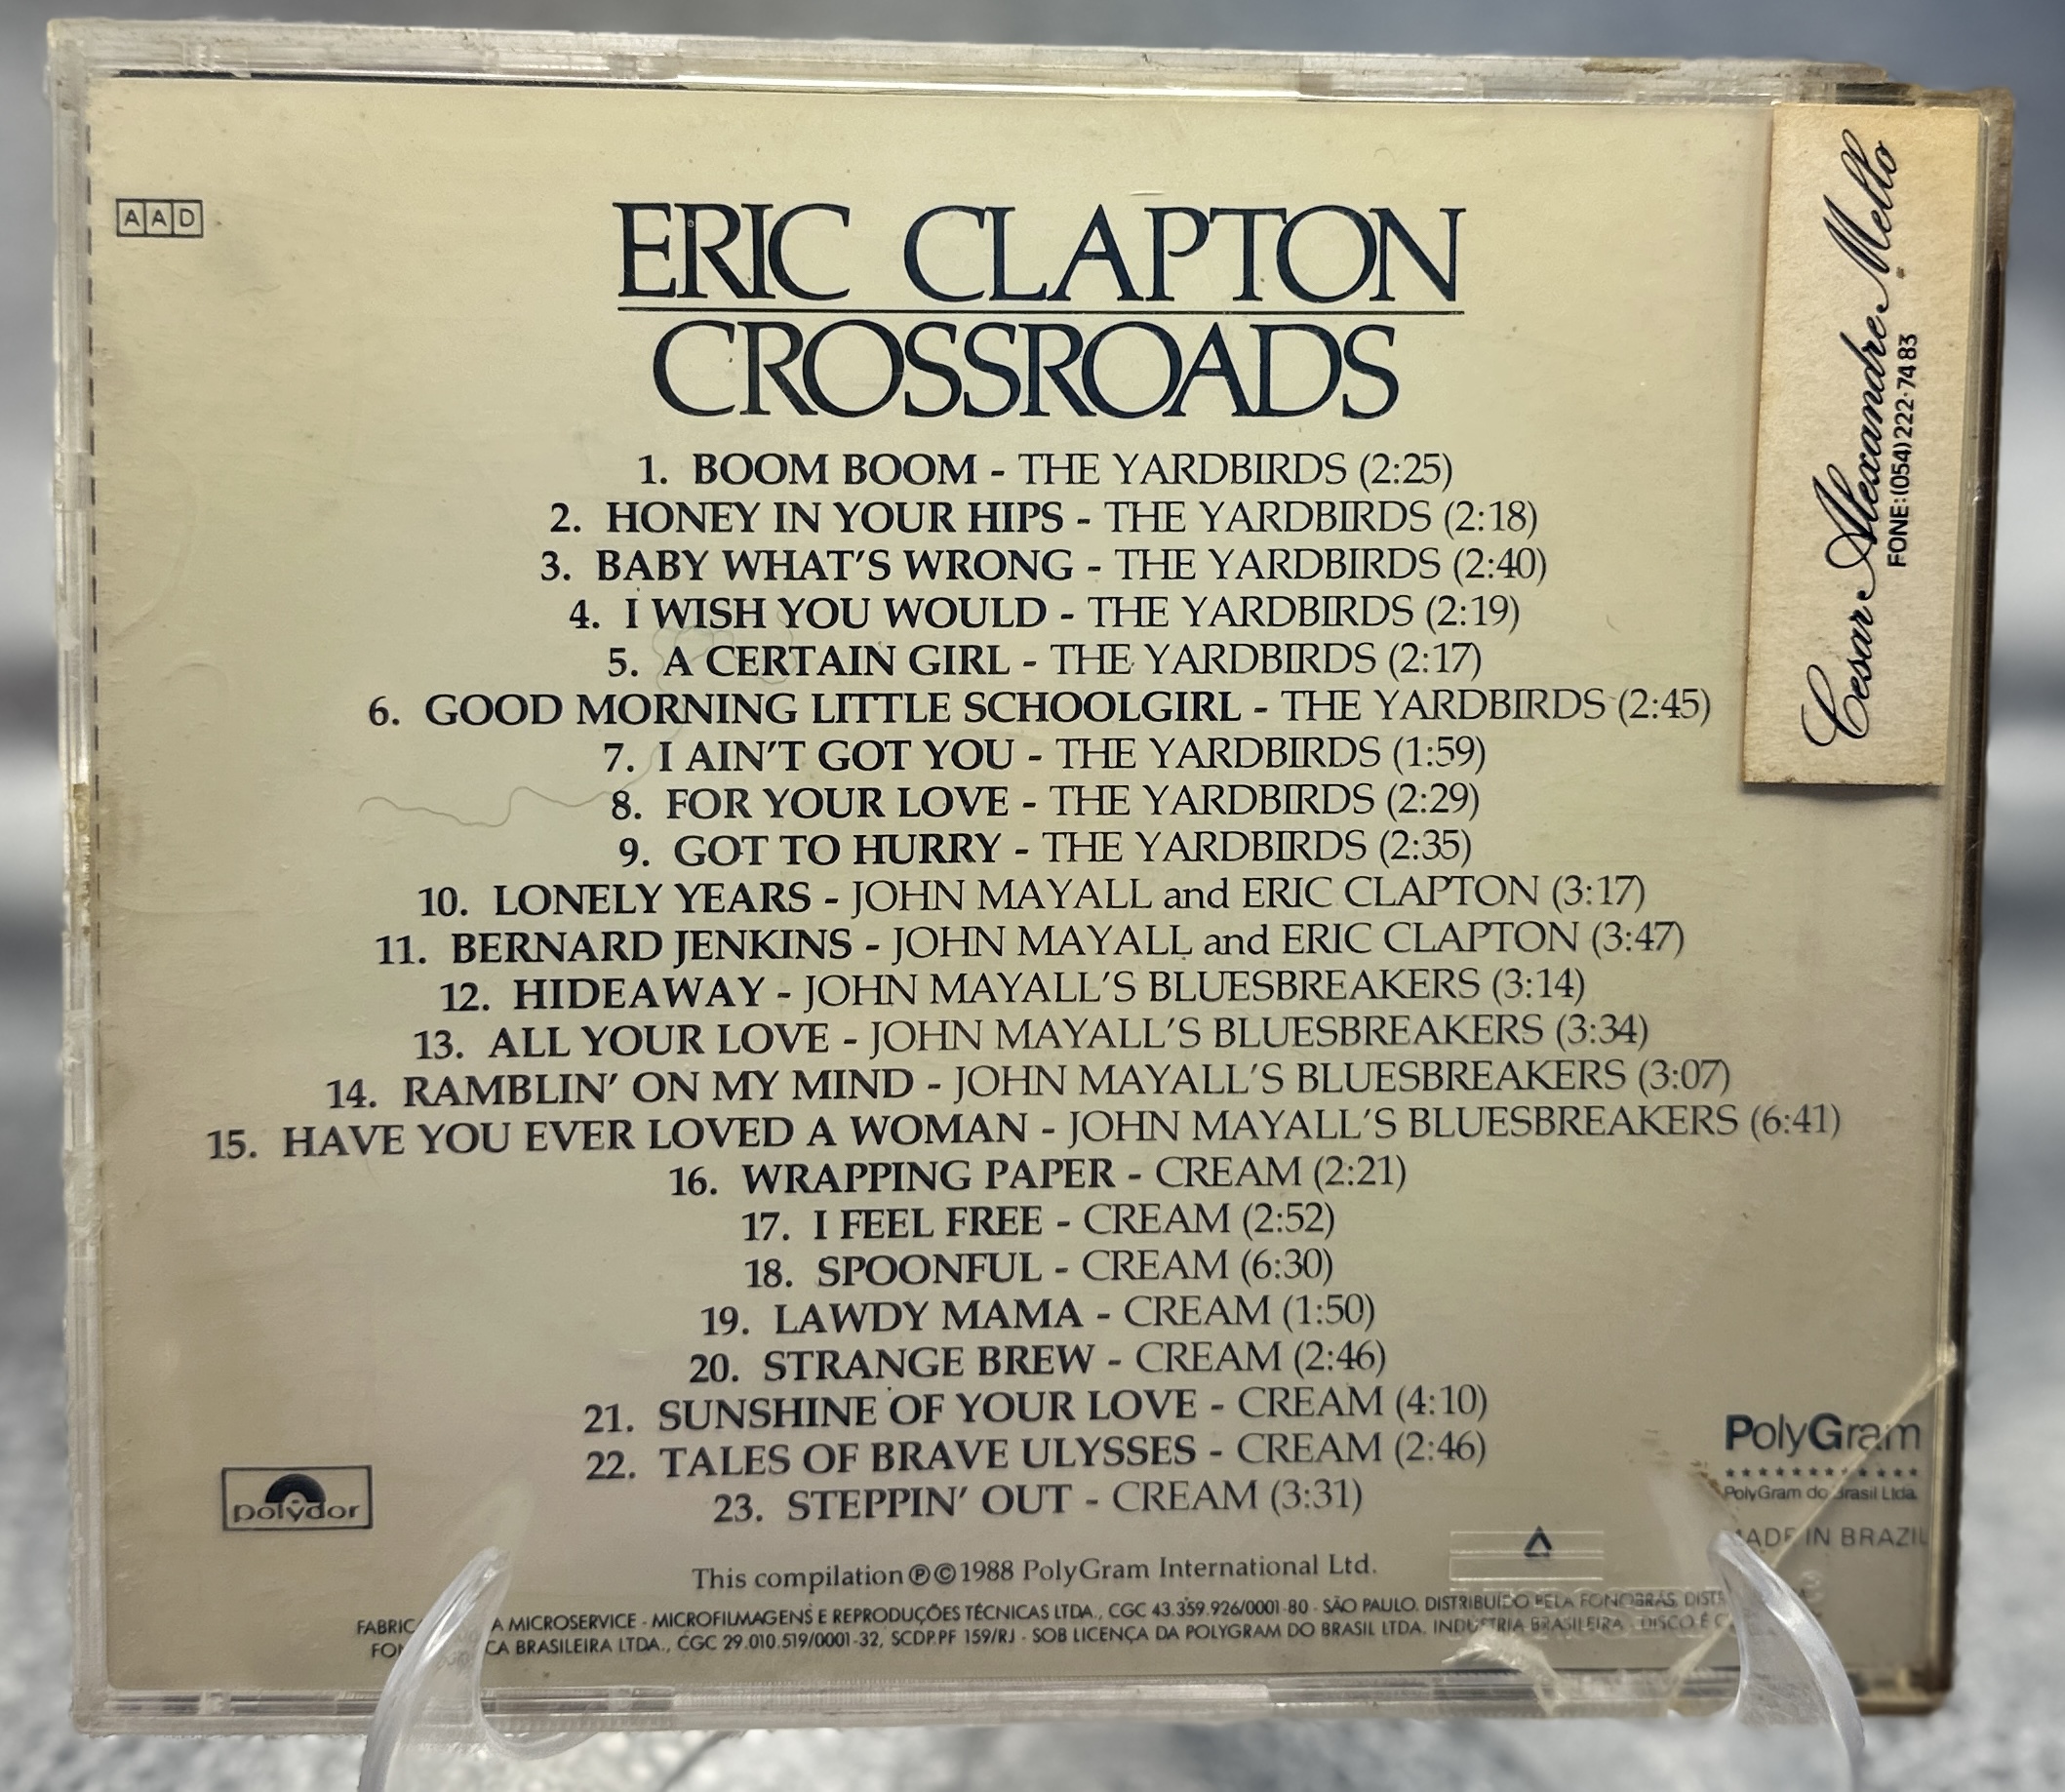 AAD
ERIC CLAPTON
CROSSROADS
1. BOOM BOOM - THE YARDBIRDS (2:25)
2. HONEY IN YOUR HIPS - THE YARDBIRDS (2:18)
3. BABY WHAT'S WRONG - THE YARDBIRDS (2:40)
4. I WISH YOU WOULD - THE YARDBIRDS (2:19)
5. A CERTAIN GIRL - THE YARDBIRDS (2:17)
6. GOOD MORNING LITTLE SCHOOLGIRL - THE YARDBIRDS (2:45)
7. I AIN'T GOT YOU - THE YARDBIRDS (1:59)
8. FOR YOUR LOVE - THE YARDBIRDS (2:29)
9. GOT TO HURRY - THE YARDBIRDS (2:35)
10. LONELY YEARS - JOHN MAYALL and ERIC CLAPTON (3:17)
11. BERNARD JENKINS - JOHN MAYALL and ERIC CLAPTON (3:47)
12. HIDEAWAY - JOHN MAYALL'S BLUESBREAKERS (3:14)
13. ALL YOUR LOVE - JOHN MAYALL'S BLUESBREAKERS (3:34)
14. RAMBLIN' ON MY MIND - JOHN MAYALL'S BLUESBREAKERS (3:07)
15. HAVE YOU EVER LOVED A WOMAN - JOHN MAYALL'S BLUESBREAKERS (6:41)
16. WRAPPING PAPER - CREAM (2:21)
17. I FEEL FREE - CREAM (2:52)
18. SPOONFUL - CREAM (6:30)
19. LAWDY MAMA - CREAM (1:50)
20. STRANGE BREW - CREAM (2:46)
21. SUNSHINE OF YOUR LOVE - CREAM (4:10)
22. TALES OF BRAVE ULYSSES - CREAM (2:46)
23. STEPPIN' OUT - CREAM (3:31)
This compilation ℗©1988 PolyGram International Ltd.
A MICROSERVICE - MICROFILMAGENS E REPRODUÇÕES TÉCNICAS LTDA., CGC 43.359.926/0001-80 - SÃO PAULO. DISTRIBUÍDO PELA FONOBRÁS, DIST
CA BRASILEIRA LTDA., CGC 29.010.519/0001-32, SCDP.PF 159/RJ - SOB LICENÇA DA POLYGRAM DO BRASIL LTDA. INDÚSTRIA BRASILEIRA. DISCO É
polydor
PolyGram
PolyGram do Brasil Ltda.
MADE IN BRAZIL
Cesar Alexandre Mello
FONE:(054)222-7483